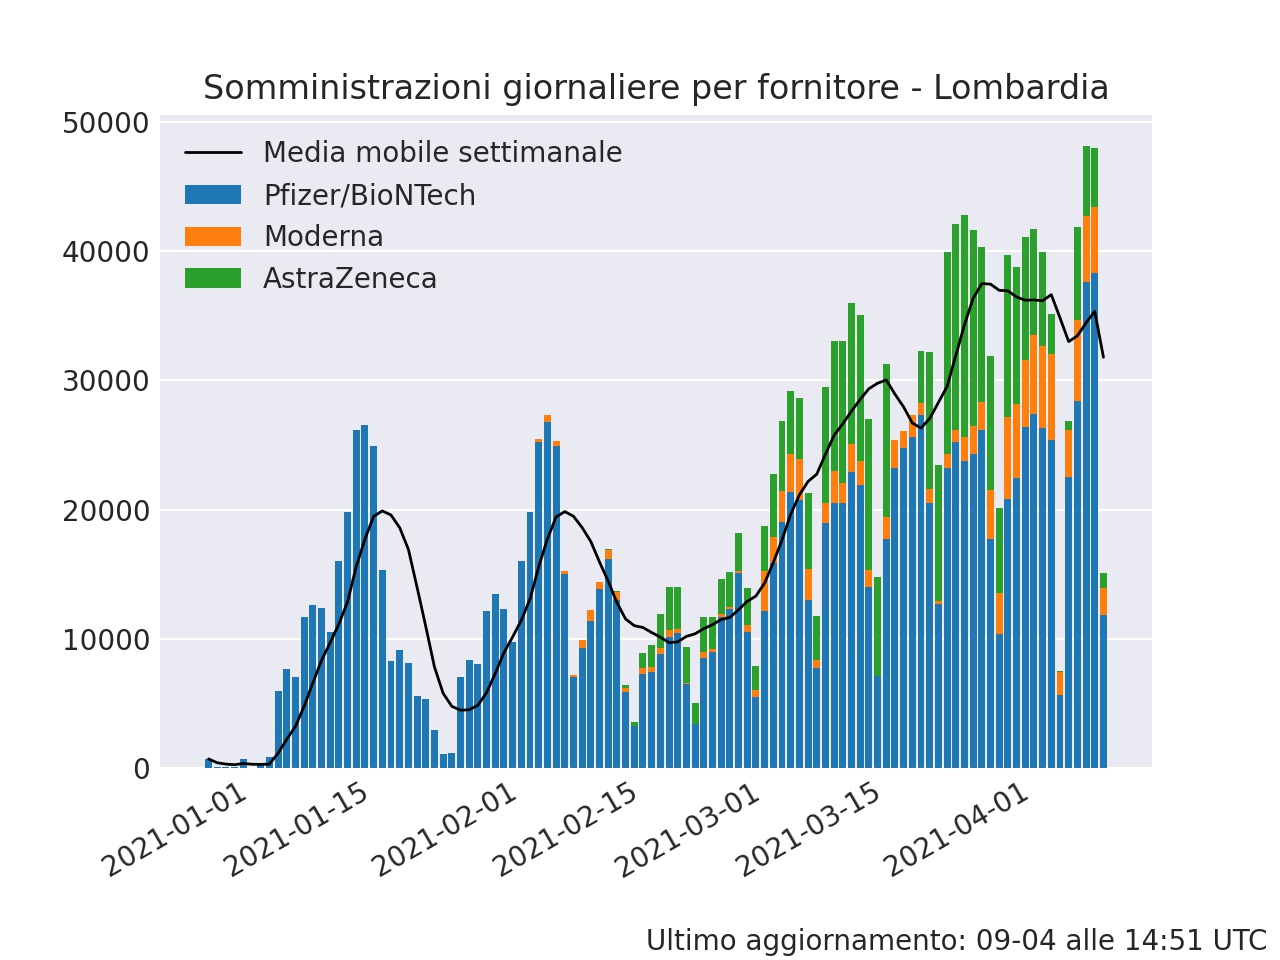 Somministrazioni giornaliere per fornitore - Lombardia
50000
40000
30000
20000
10000
0
Media mobile settimanale
Pfizer/BioNTech
Moderna
AstraZeneca
2021-01-01
2021-01-15
2021-02-01
2021-02-15
2021-03-01
2021-03-15
2021-04-01
Ultimo aggiornamento: 09-04 alle 14:51 UTC